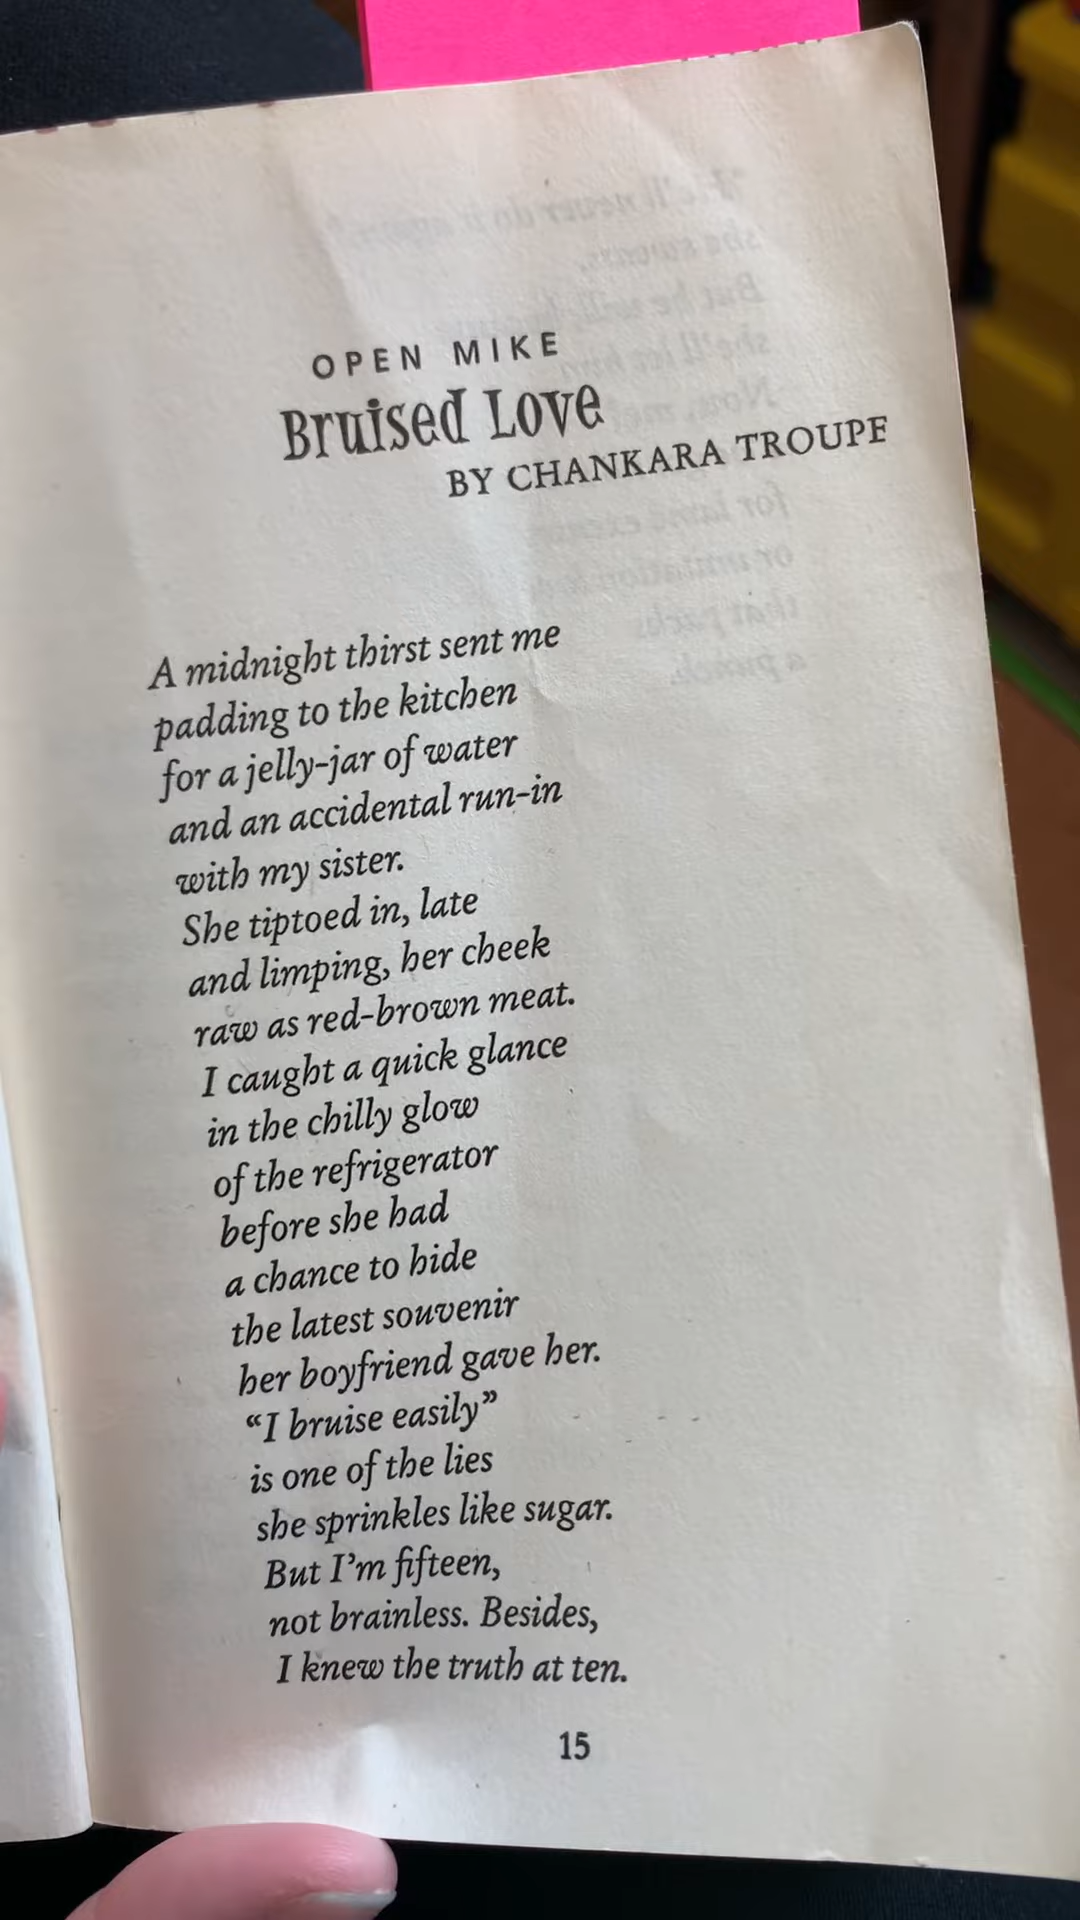 OPEN MIKE
Bruised Love
BY CHANKARA TROUPE
A midnight thirst sent me
padding to the kitchen
for a jelly-jar of water
and an accidental run-in
with my sister.
She tiptoed in, late
and limping, her cheek
raw as red-brown meat.
I caught a quick glance
in the chilly glow
of the refrigerator
before she had
a chance to hide
the latest souvenir
her boyfriend gave her.
“I bruise easily”
is one of the lies
she sprinkles like sugar.
But I’m fifteen,
not brainless. Besides,
I knew the truth at ten.
15